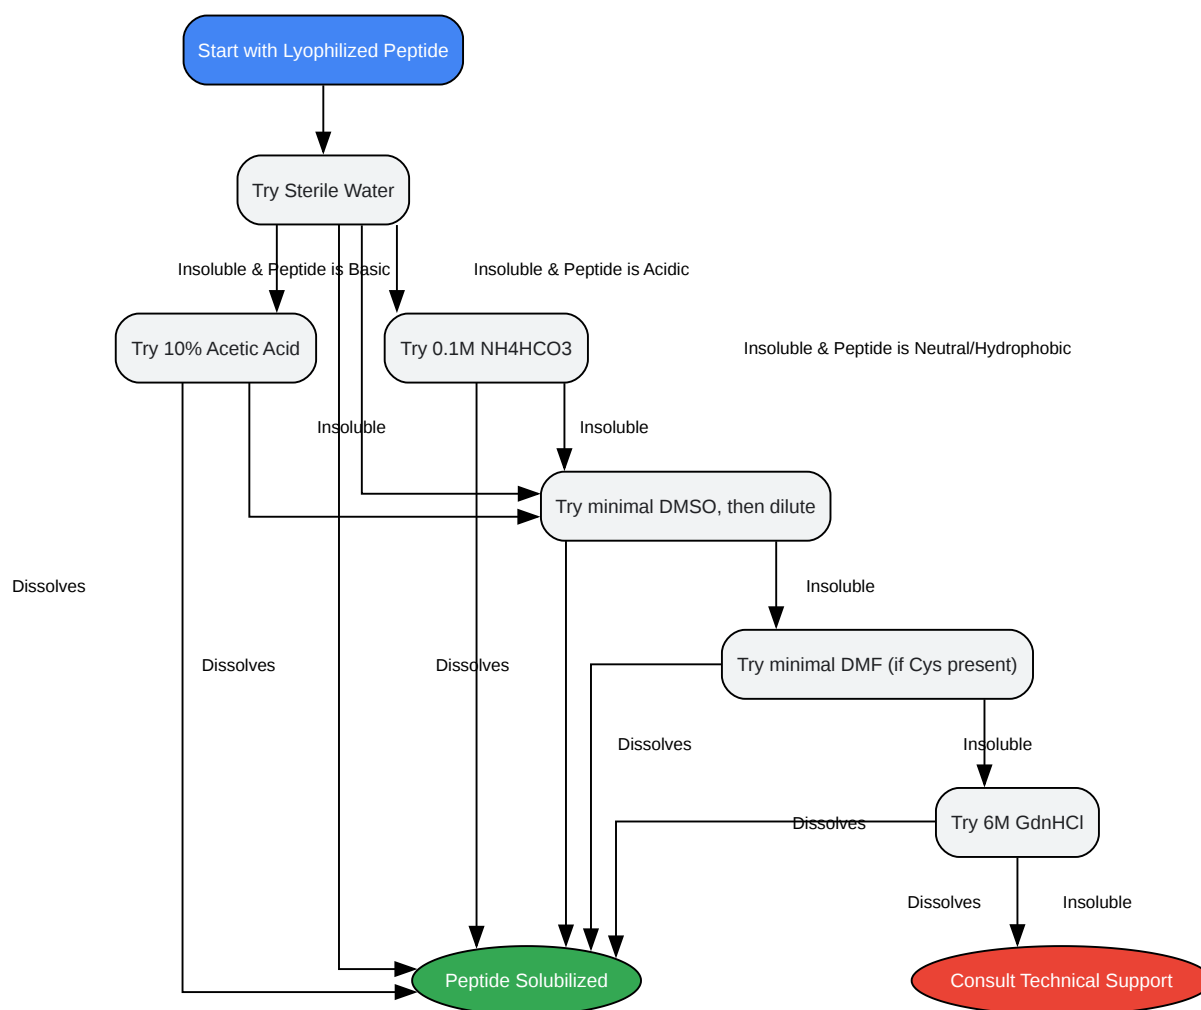 Start with Lyophilized Peptide
Try Sterile Water
Insoluble & Peptide is Basic
Insoluble & Peptide is Acidic
Try 10% Acetic Acid
Try 0.1M NH4HCO3
Insoluble & Peptide is Neutral/Hydrophobic
Insoluble
Insoluble
Try minimal DMSO, then dilute
Dissolves
Insoluble
Dissolves
Dissolves
Try minimal DMF (if Cys present)
Dissolves
Insoluble
Dissolves
Try 6M GdnHCl
Dissolves
Insoluble
Peptide Solubilized
Consult Technical Support